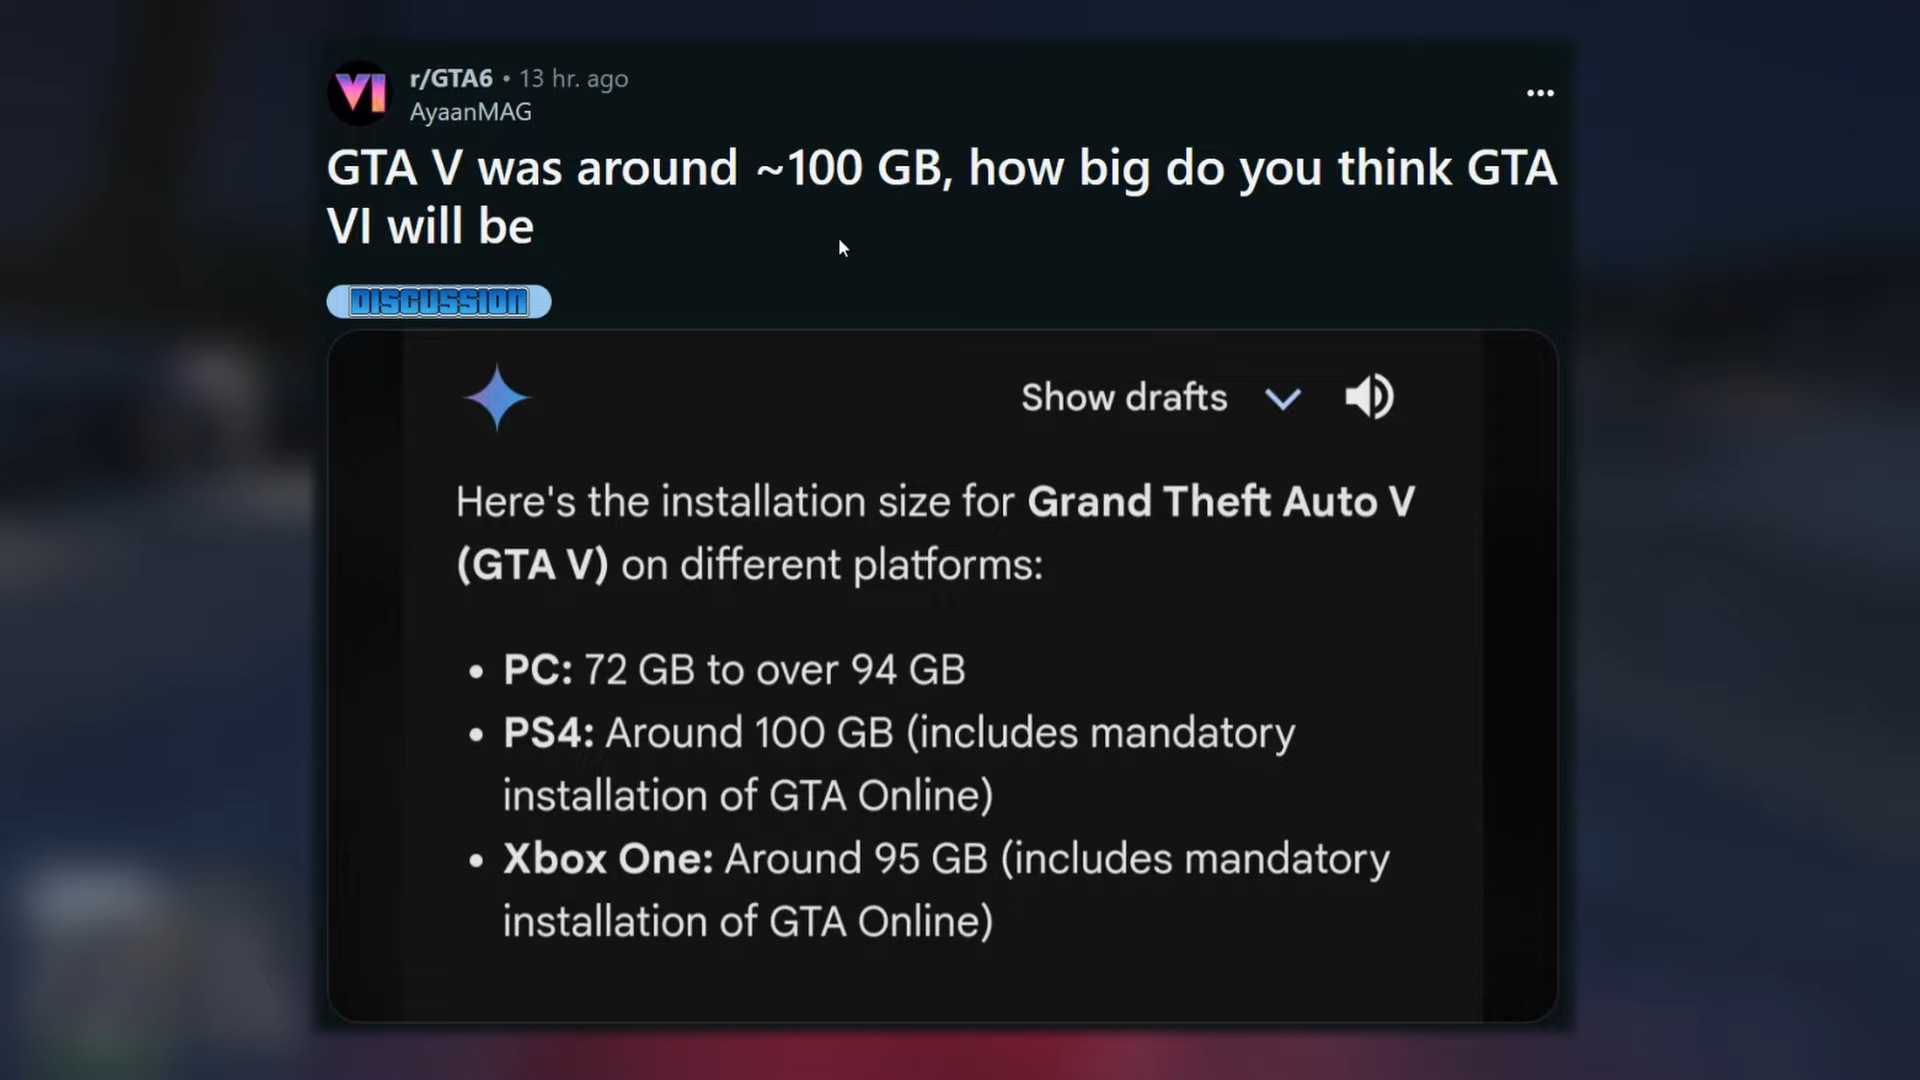 VI
r/GTA6 • 13 hr. ago
AyaanMAG
GTA V was around ~100 GB, how big do you think GTA
VI will be
DISCUSSION
Show drafts
Here's the installation size for Grand Theft Auto V
(GTA V) on different platforms:
• PC: 72 GB to over 94 GB
• PS4: Around 100 GB (includes mandatory
installation of GTA Online)
• Xbox One: Around 95 GB (includes mandatory
installation of GTA Online)